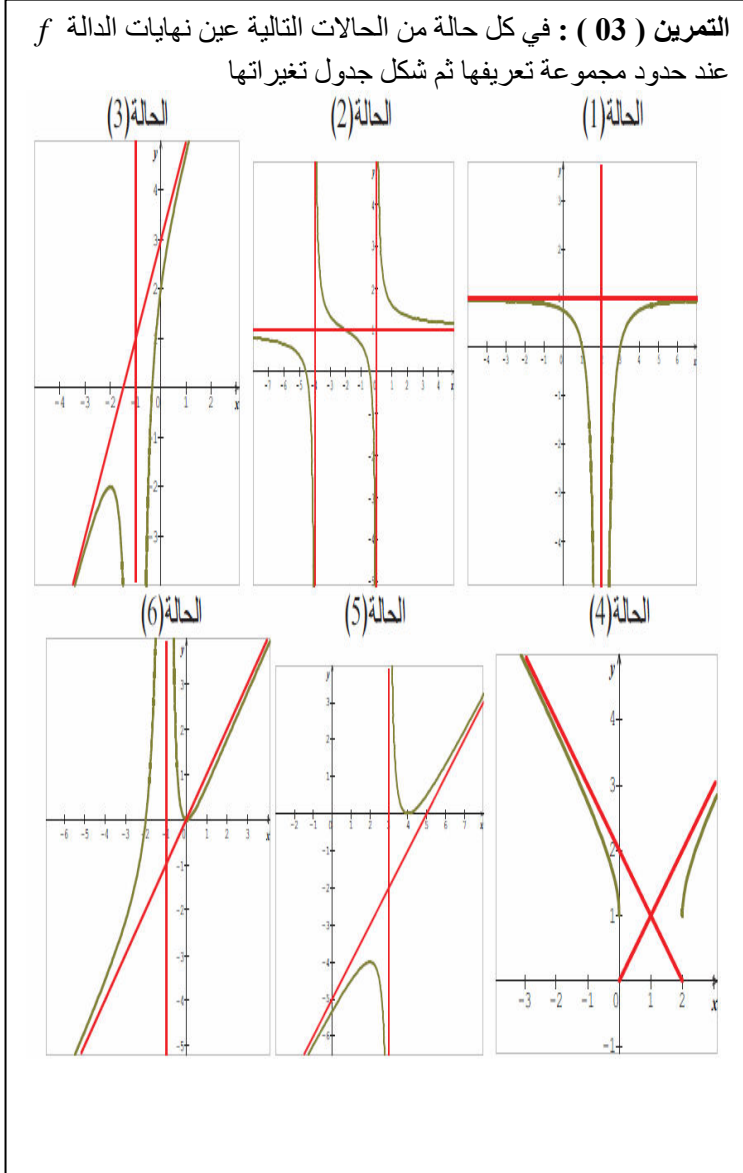 التمرين ( 03 ) : في كل حالة من الحالات التالية عين نهايات الدالة f
عند حدود مجموعة تعريفها ثم شكل جدول تغيراتها
الحالة(1)
الحالة(2)
الحالة(3)
الحالة(4)
الحالة(5)
الحالة(6)